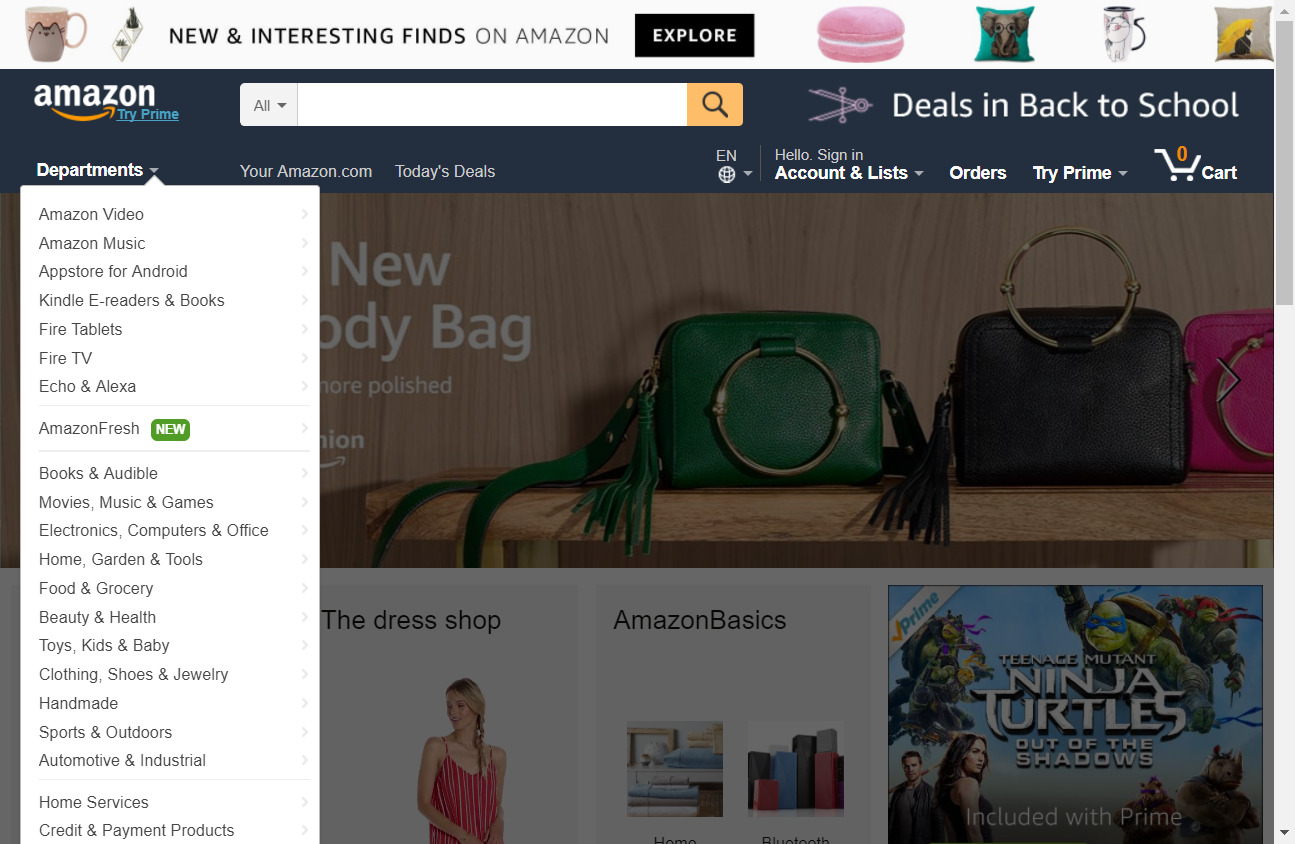 NEW & INTERESTING FINDS ON AMAZON
EXPLORE
amazon
Try Prime
All
Deals in Back to School
Departments
Your Amazon.com
Today's Deals
EN
Hello. Sign in
Account & Lists
Orders
Try Prime
0
Cart
Amazon Video
Amazon Music
Appstore for Android
Kindle E-readers & Books
Fire Tablets
Fire TV
Echo & Alexa
AmazonFresh NEW
Books & Audible
Movies, Music & Games
Electronics, Computers & Office
Home, Garden & Tools
Food & Grocery
Beauty & Health
Toys, Kids & Baby
Clothing, Shoes & Jewelry
Handmade
Sports & Outdoors
Automotive & Industrial
Home Services
Credit & Payment Products
New
ody Bag
more polished
The dress shop
AmazonBasics
Home
Bluetooth
Prime
TEENAGE MUTANT
NINJA
TURTLES
OUT OF THE
SHADOWS
Included with Prime